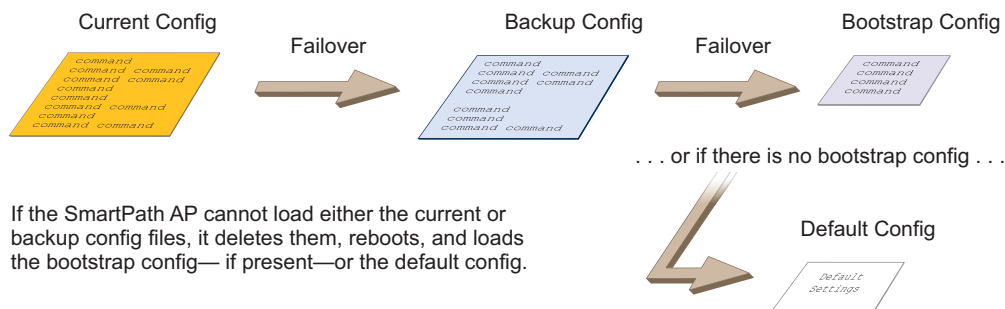 Current Config
Backup Config
Bootstrap Config
Failover
Failover
command
command command
command command
command
command
command command
command
command command
command
command command
command command
command
command
command
command command
command
command
command
command
. . . or if there is no bootstrap config . . .
If the SmartPath AP cannot load either the current or
backup config files, it deletes them, reboots, and loads
the bootstrap config— if present—or the default config.
Default Config
Default
Settings